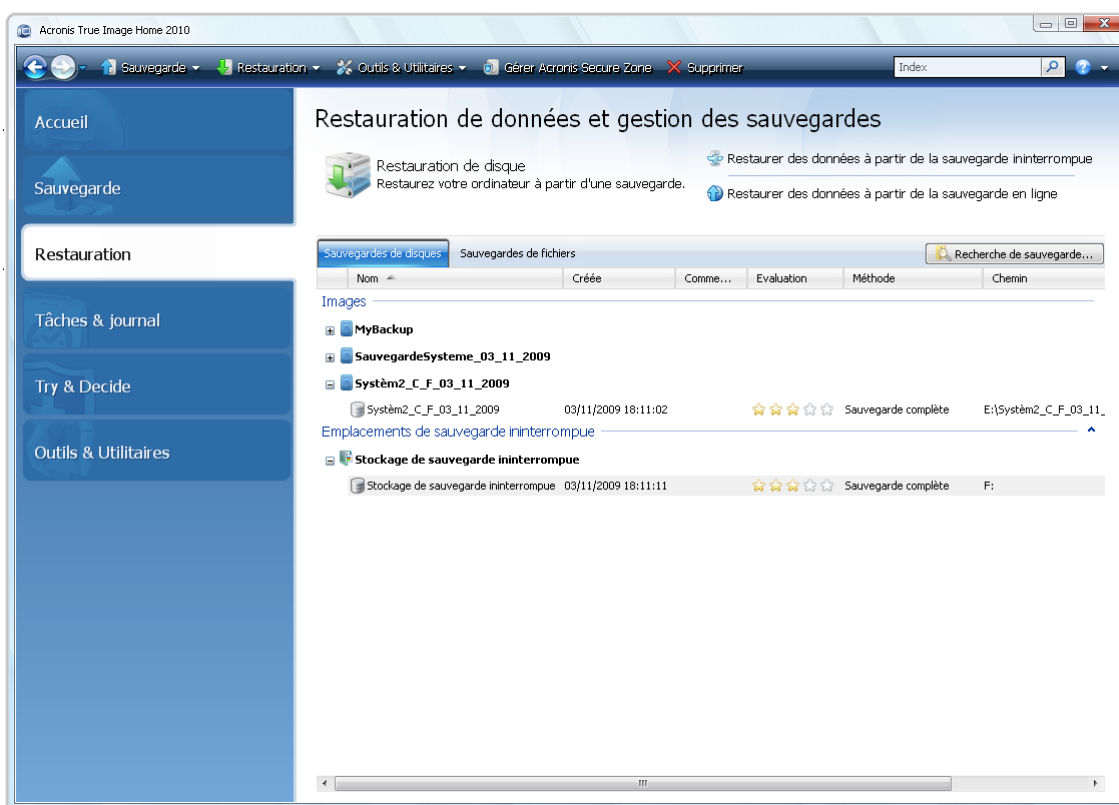 Acronis True Image Home 2010
Sauvegarde
Restauration
Outils & Utilitaires
Gérer Acronis Secure Zone
Supprimer
Index
Accueil
Sauvegarde
Restauration
Tâches & journal
Try & Decide
Outils & Utilitaires
Restauration de données et gestion des sauvegardes
Restauration de disque
Restaurez votre ordinateur à partir d'une sauvegarde.
Restaurer des données à partir de la sauvegarde ininterrompue
Restaurer des données à partir de la sauvegarde en ligne
Sauvegardes de disques
Sauvegardes de fichiers
Recherche de sauvegarde...
Nom Créée Comme... Evaluation Méthode Chemin
Images
MyBackup
SauvegardeSysteme_03_11_2009
Systèm2_C_F_03_11_2009
Systèm2_C_F_03_11_2009 03/11/2009 18:11:02 Sauvegarde complète E:\Systèm2_C_F_03_11_
Emplacements de sauvegarde ininterrompue
Stockage de sauvegarde ininterrompue
Stockage de sauvegarde ininterrompue 03/11/2009 18:11:11 Sauvegarde complète F: